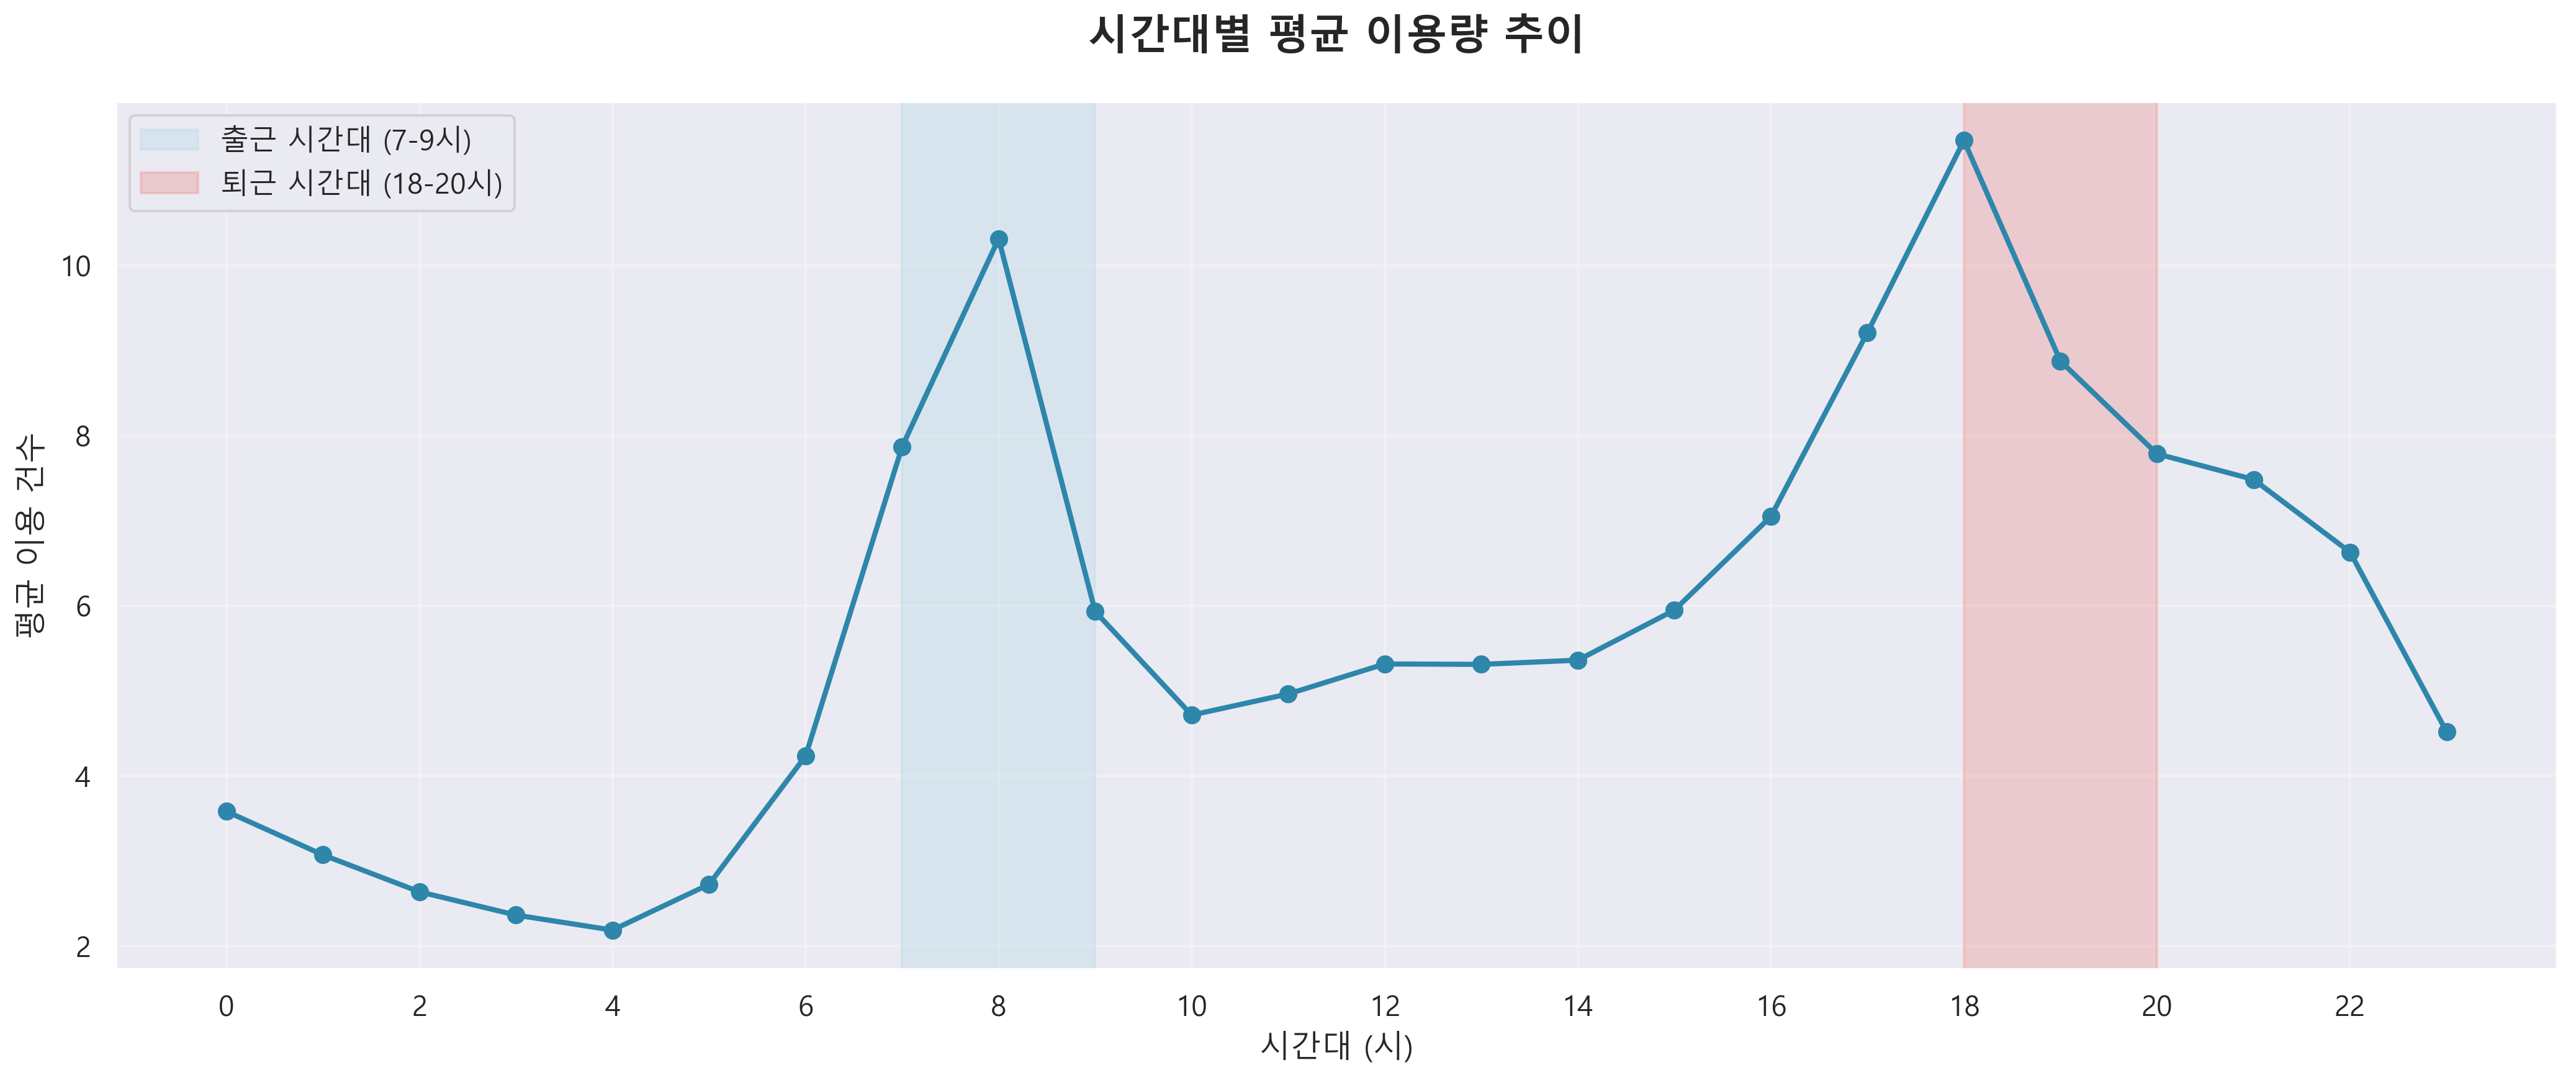 시간대별 평균 이용량 추이
출근 시간대 (7-9시)
퇴근 시간대 (18-20시)
평균 이용 건수
10
8
6
4
2
0 2 4 6 8 10 12 14 16 18 20 22
시간대 (시)